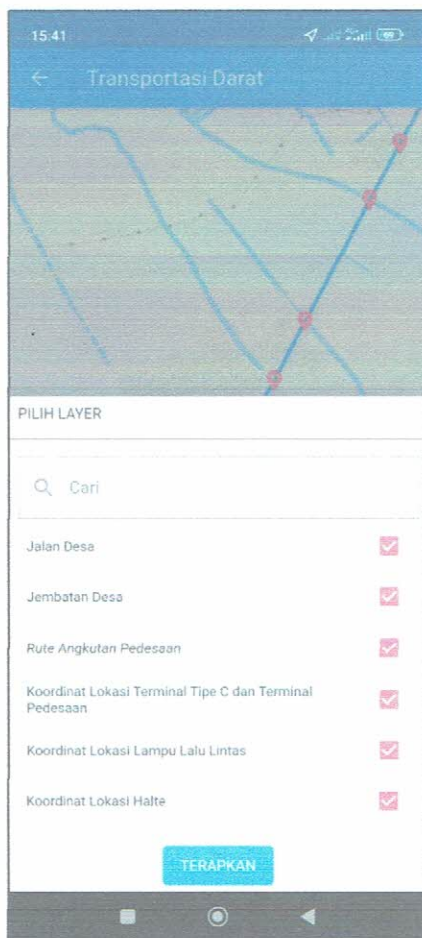 15:41
Transportasi Darat
PILIH LAYER
Cari
Jalan Desa
Jembatan Desa
Rute Angkutan Pedesaan
Koordinat Lokasi Terminal Tipe C dan Terminal
Pedesaan
Koordinat Lokasi Lampu Lalu Lintas
Koordinat Lokasi Halte
TERAPKAN